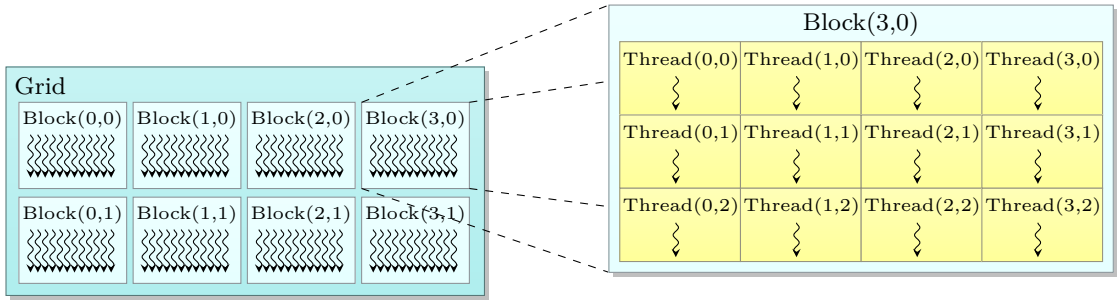 Grid
Block(0,0) Block(1,0) Block(2,0) Block(3,0)
Block(0,1) Block(1,1) Block(2,1) Block(3,1)
Block(3,0)
Thread(0,0) Thread(1,0) Thread(2,0) Thread(3,0)
Thread(0,1) Thread(1,1) Thread(2,1) Thread(3,1)
Thread(0,2) Thread(1,2) Thread(2,2) Thread(3,2)